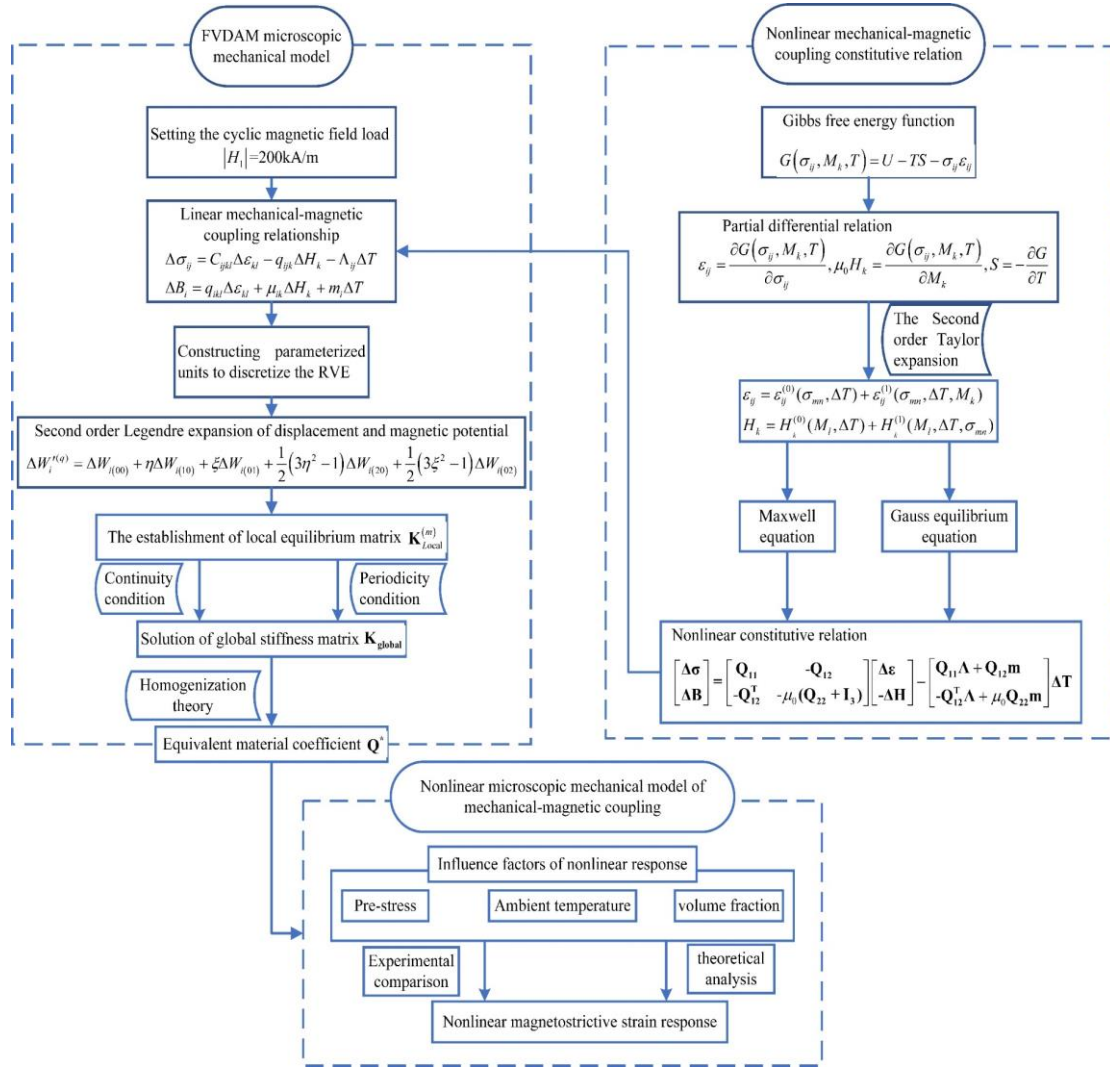 FVDAM microscopic
mechanical model
Setting the cyclic magnetic field load
|H₁|=200kA/m
Linear mechanical-magnetic
coupling relationship
Δσᵢⱼ = CᵢⱼₖₗΔεₖₗ − qᵢⱼₖΔHₖ − ΛᵢⱼΔT
ΔBᵢ = qᵢₖₗΔεₖₗ + μᵢₖΔHₖ + mᵢΔT
Constructing parameterized
units to discretize the RVE
Second order Legendre expansion of displacement and magnetic potential
ΔWᵢ′⁽q⁾ = ΔWᵢ₍₀₀₎ + ηΔWᵢ₍₁₀₎ + ξΔWᵢ₍₀₁₎ + 1/2(3η² − 1)ΔWᵢ₍₂₀₎ + 1/2(3ξ² − 1)ΔWᵢ₍₀₂₎
The establishment of local equilibrium matrix K_Local^(m)
Continuity
condition
Periodicity
condition
Solution of global stiffness matrix K_global
Homogenization
theory
Equivalent material coefficient Q*
Nonlinear mechanical-magnetic
coupling constitutive relation
Gibbs free energy function
G(σᵢⱼ, Mₖ, T) = U − TS − σᵢⱼεᵢⱼ
Partial differential relation
εᵢⱼ = ∂G(σᵢⱼ, Mₖ, T)/∂σᵢⱼ, μ₀Hₖ = ∂G(σᵢⱼ, Mₖ, T)/∂Mₖ, S = −∂G/∂T
The Second
order Taylor
expansion
εᵢⱼ = εᵢⱼ⁽⁰⁾(σₘₙ, ΔT) + εᵢⱼ⁽¹⁾(σₘₙ, ΔT, Mₖ)
Hₖ = Hₖ⁽⁰⁾(Mᵢ, ΔT) + Hₖ⁽¹⁾(Mᵢ, ΔT, σₘₙ)
Maxwell
equation
Gauss equilibrium
equation
Nonlinear constitutive relation
[Δσ] = [Q₁₁ -Q₁₂][Δε] − [Q₁₁Λ + Q₁₂m]ΔT
[ΔB] [-Q₁₂ᵀ -μ₀(Q₂₂ + I₃)][-ΔH] [-Q₁₂ᵀΛ + μ₀Q₂₂m]
Nonlinear microscopic mechanical model of
mechanical-magnetic coupling
Influence factors of nonlinear response
Pre-stress
Ambient temperature
volume fraction
Experimental
comparison
theoretical
analysis
Nonlinear magnetostrictive strain response